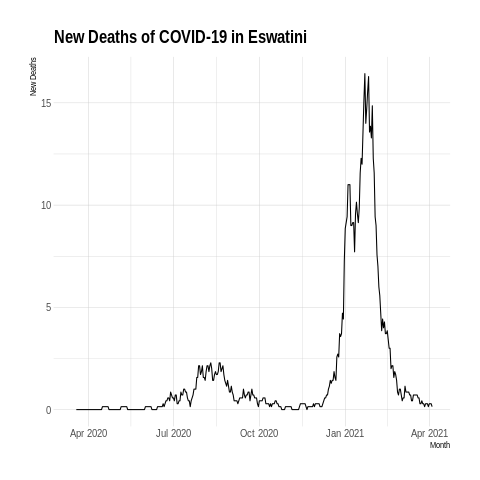 New Deaths of COVID-19 in Eswatini
New Deaths
15
10
5
0
Apr 2020 Jul 2020 Oct 2020 Jan 2021 Apr 2021
Month